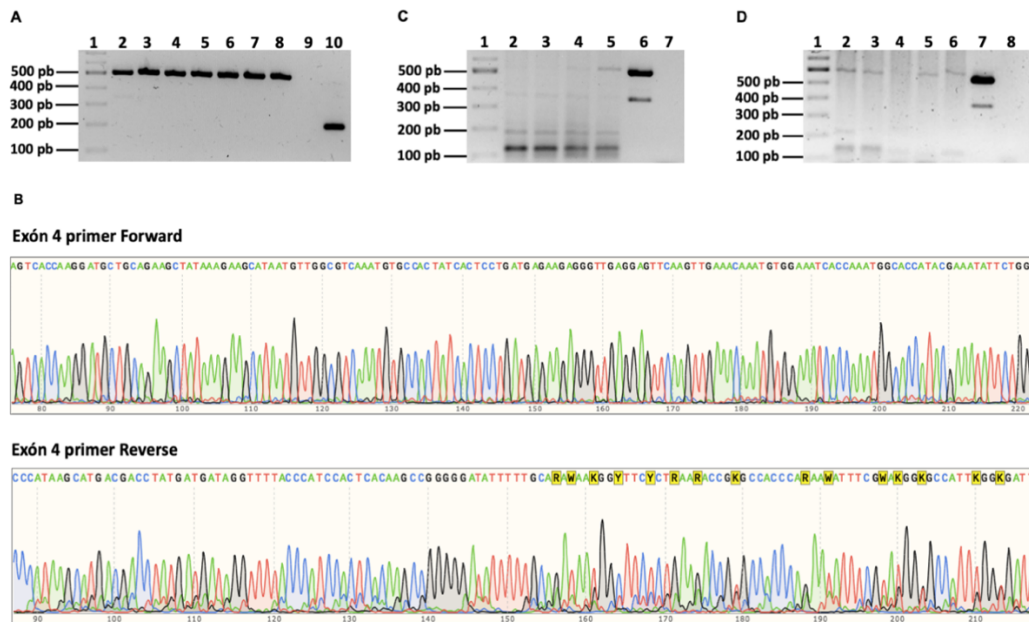 A
C
D
1 2 3 4 5 6 7 8 9 10
1 2 3 4 5 6 7
1 2 3 4 5 6 7 8
500 pb
400 pb
300 pb
200 pb
100 pb
500 pb
400 pb
300 pb
200 pb
100 pb
500 pb
400 pb
300 pb
200 pb
100 pb
B
Exón 4 primer Forward
AGTCACCAAGGATGCTGCAGAAGCTATAAAGAAGCATAATGTTGGCGTCAAATGTGCCACTATCACTCCTGATGAGAAGAGGGTTGAGGAGTTCAAGTTGAAACAAATGTGGAAATCACCAAATGGCACCATACGAAATATTCTGG
80 90 100 110 120 130 140 150 160 170 180 190 200 210 220
Exón 4 primer Reverse
CCCATAAGCATGACGACCTATGATGATAGGTTTTACCCATCCACTCACAAGCCGGGGGATATTTTTGCARAWAAKGGYTTCYCTRAARACCGKGCCACCCARAAWATTTCGWAKGGKGCCATTKGGKGAT
90 100 110 120 130 140 150 160 170 180 190 200 210